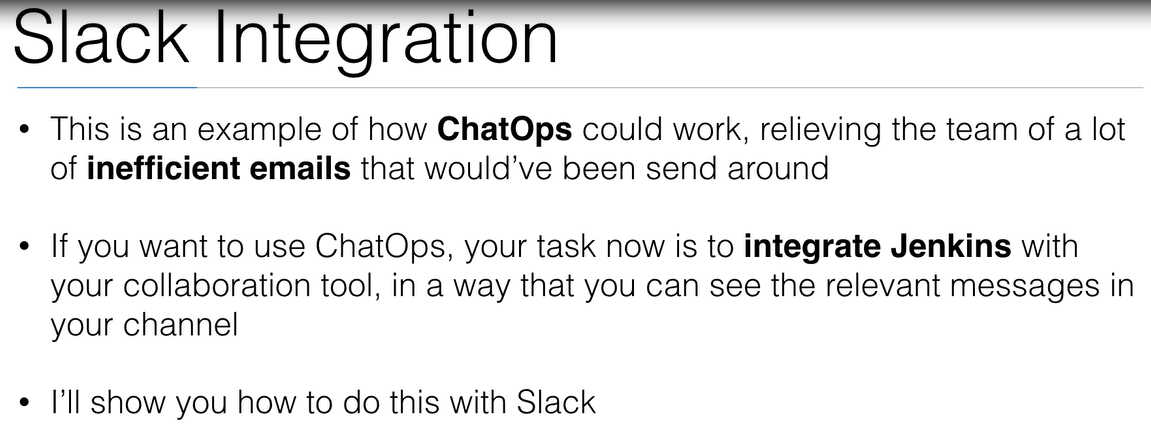 Slack Integration
• This is an example of how ChatOps could work, relieving the team of a lot
of inefficient emails that would’ve been send around
• If you want to use ChatOps, your task now is to integrate Jenkins with
your collaboration tool, in a way that you can see the relevant messages in
your channel
• I’ll show you how to do this with Slack